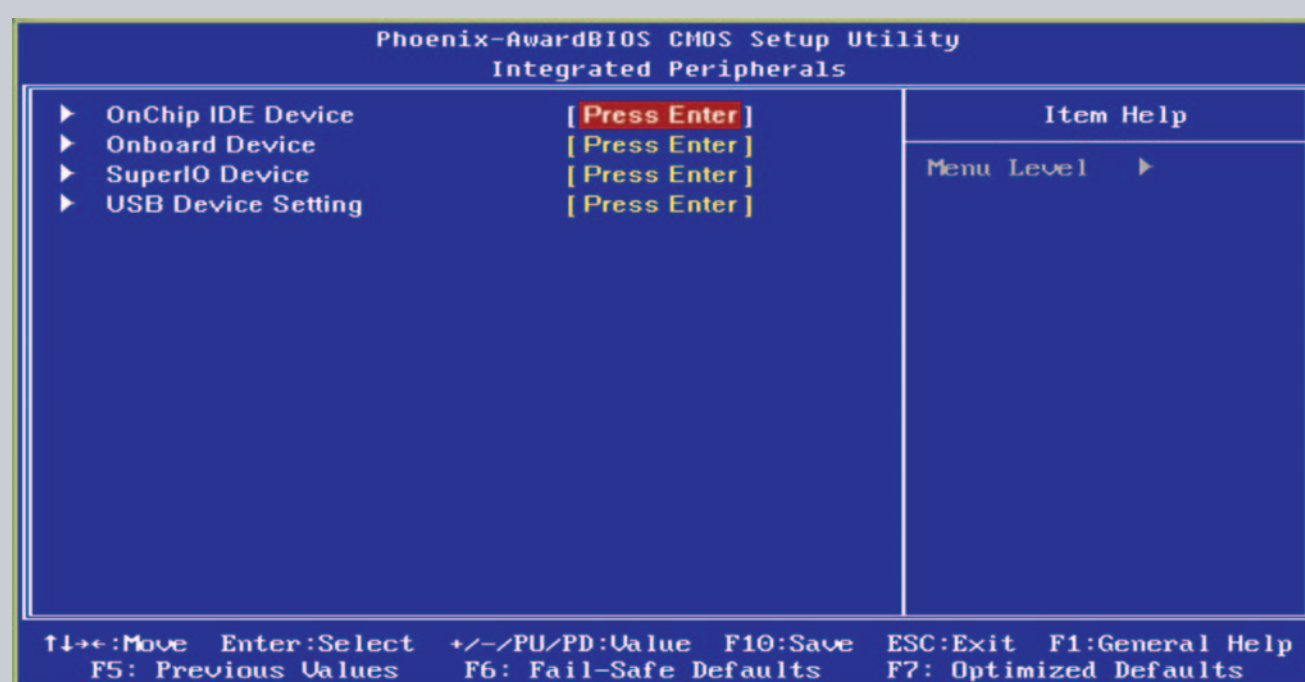 Phoenix-AwardBIOS CMOS Setup Utility
Integrated Peripherals
▶ OnChip IDE Device [Press Enter]
▶ Onboard Device [Press Enter]
▶ SuperIO Device [Press Enter]
▶ USB Device Setting [Press Enter]
Item Help
Menu Level ▶
↑↓→←:Move Enter:Select +/-/PU/PD:Value F10:Save ESC:Exit F1:General Help
F5: Previous Values F6: Fail-Safe Defaults F7: Optimized Defaults